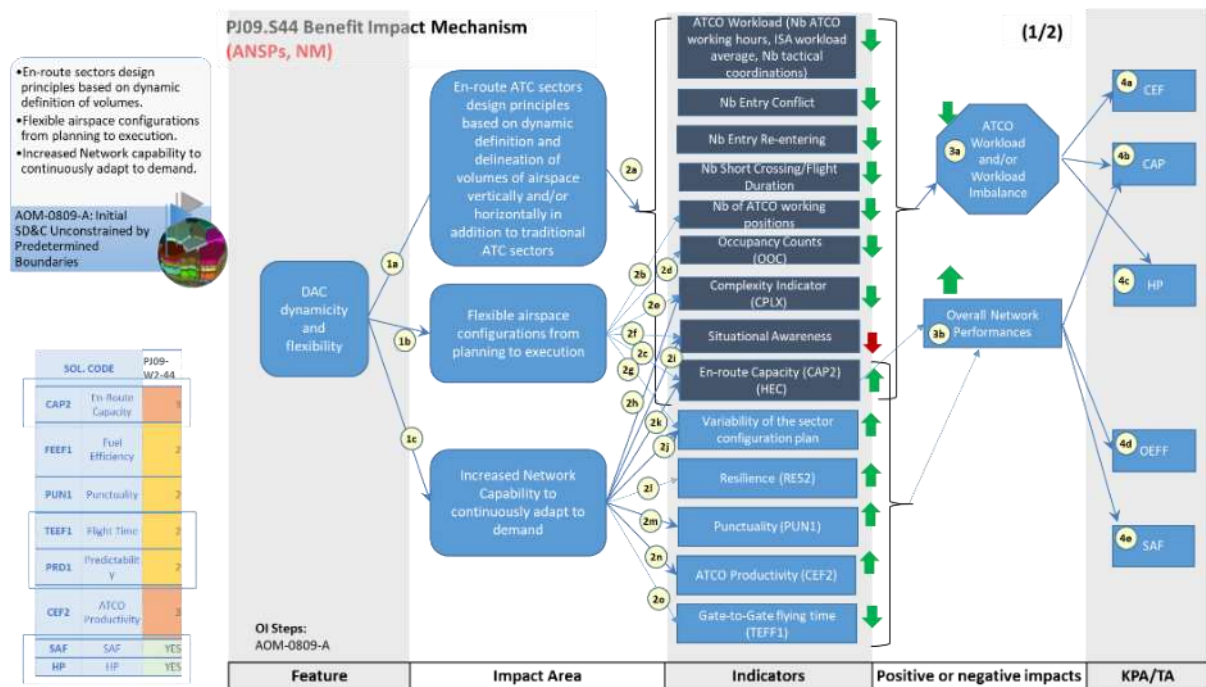 PJ09.S44 Benefit Impact Mechanism
(ANSPs, NM)
(1/2)
•En-route sectors design
principles based on dynamic
definition of volumes.
•Flexible airspace configurations
from planning to execution.
•Increased Network capability to
continuously adapt to demand.
AOM-0809-A: Initial
SD&C Unconstrained by
Predetermined
Boundaries
SOL. CODE
PJ09-
W2-44
CAP2 En-Route
Capacity
FEEF1 Fuel
Efficiency 2
PUN1 Punctuality 2
TEEF1 Flight Time 2
PRD1 Predictabilit
y 2
CEF2 ATCO
Productivity
SAF SAF YES
HP HP YES
DAC
dynamicity
and
flexibility
1a
1b
1c
En-route ATC sectors
design principles
based on dynamic
definition and
delineation of
volumes of airspace
vertically and/or
horizontally in
addition to traditional
ATC sectors
Flexible airspace
configurations from
planning to execution
Increased Network
Capability to
continuously adapt to
demand
2a
2b
2d
2e
2f
2c
2i
2g
2h
2k
2j
2l
2m
2n
2o
ATCO Workload (Nb ATCO
working hours, ISA workload
average, Nb tactical
coordinations)
Nb Entry Conflict
Nb Entry Re-entering
Nb Short Crossing/Flight
Duration
Nb of ATCO working
positions
Occupancy Counts
(OOC)
Complexity Indicator
(CPLX)
Situational Awareness
En-route Capacity (CAP2)
(HEC)
Variability of the sector
configuration plan
Resilience (RES2)
Punctuality (PUN1)
ATCO Productivity (CEF2)
Gate-to-Gate flying time
(TEFF1)
3a
ATCO
Workload
and/or
Workload
Imbalance
Overall Network
Performances
3b
4a
CEF
4b
CAP
4c
HP
4d
OEFF
4e
SAF
OI Steps:
AOM-0809-A
Feature
Impact Area
Indicators
Positive or negative impacts
KPA/TA